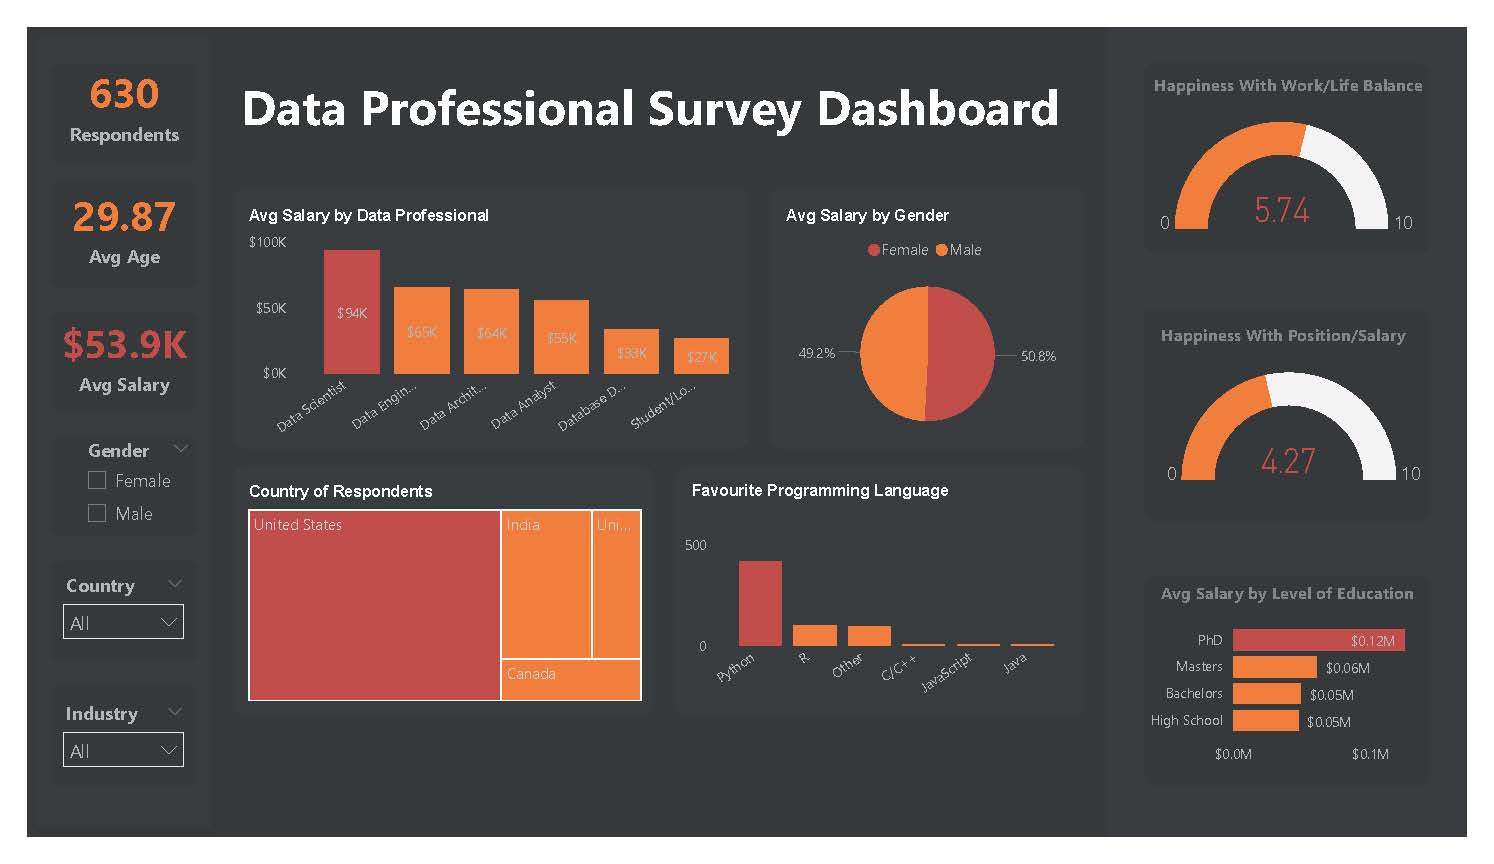 630
Respondents
29.87
Avg Age
$53.9K
Avg Salary
Gender
Female
Male
Country
All
Industry
All
Data Professional Survey Dashboard
Avg Salary by Data Professional
$100K
$50K
$0K
$94K
$65K
$64K
$55K
$33K
$27K
Data Scientist
Data Engin...
Data Archit...
Data Analyst
Database D...
Student/Lo...
Avg Salary by Gender
Female Male
49.2%
50.8%
Country of Respondents
United States
India
Uni...
Canada
Favourite Programming Language
500
0
Python
R
Other
C/C++
JavaScript
Java
Happiness With Work/Life Balance
5.74
0
10
Happiness With Position/Salary
4.27
0
10
Avg Salary by Level of Education
PhD $0.12M
Masters $0.06M
Bachelors $0.05M
High School $0.05M
$0.0M $0.1M